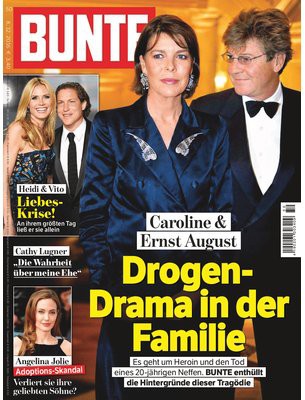 BUNTE
Heidi & Vito
Liebes-
Krise!
An ihrem größten Tag
ließ er sie allein
Cathy Lugner
„Die Wahrheit
über meine Ehe“
Angelina Jolie
Adoptions-Skandal
Verliert sie ihre
geliebten Söhne?
Caroline &
Ernst August
Drogen-
Drama in der
Familie
Es geht um Heroin und den Tod
eines 20-jährigen Neffen. BUNTE enthüllt
die Hintergründe dieser Tragödie